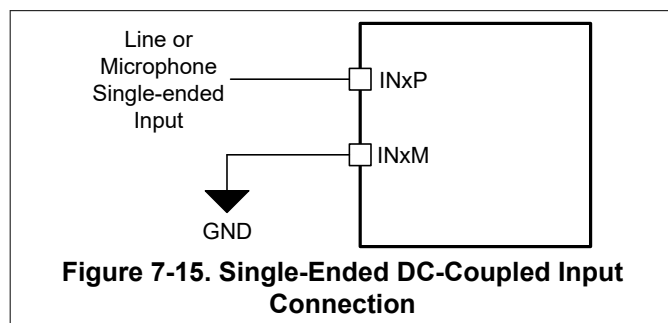 Line or
Microphone
Single-ended
Input
INxP
INxM
GND
Figure 7-15. Single-Ended DC-Coupled Input
Connection